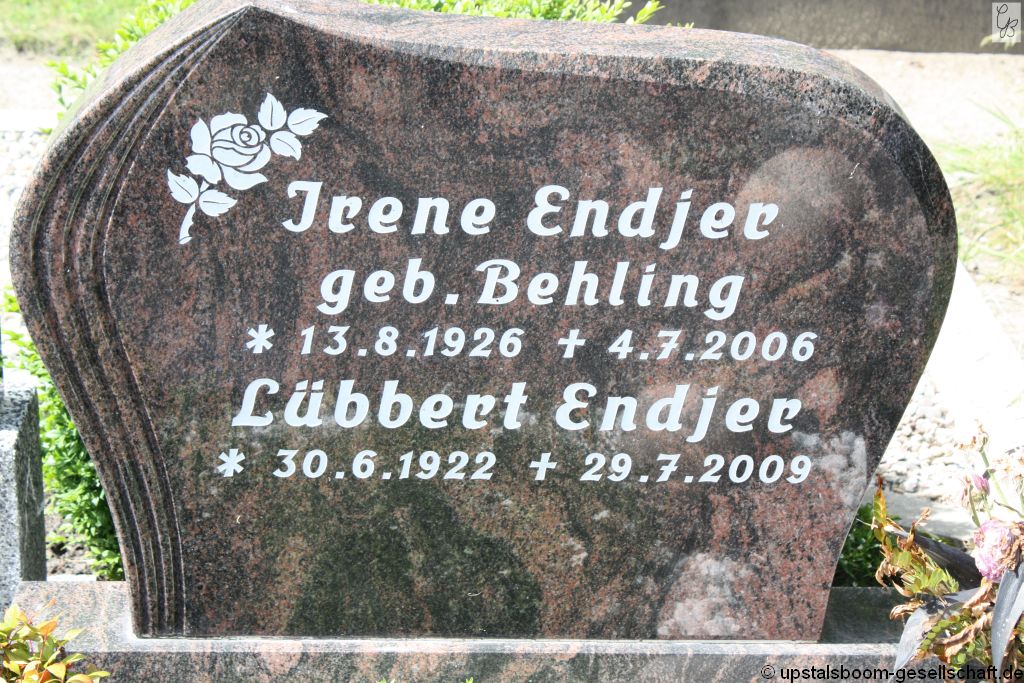 Irene Endjer
geb. Behling
* 13.8.1926 † 4.7.2006
Lübbert Endjer
* 30.6.1922 † 29.7.2009
© upstalsboom-gesellschaft.de